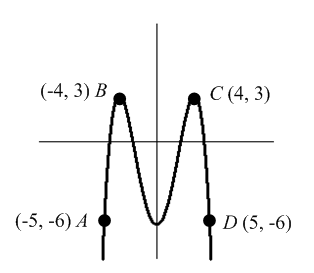 (-4, 3) B
C (4, 3)
(-5, -6) A
D (5, -6)